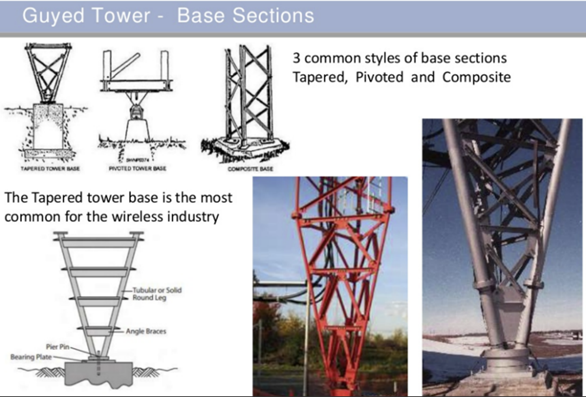 Guyed Tower - Base Sections
3 common styles of base sections
Tapered, Pivoted and Composite
TAPERED TOWER BASE
PIVOTED TOWER BASE
COMPOSITE BASE
The Tapered tower base is the most
common for the wireless industry
Tubular or Solid
Round Leg
Angle Braces
Pier Pin
Bearing Plate